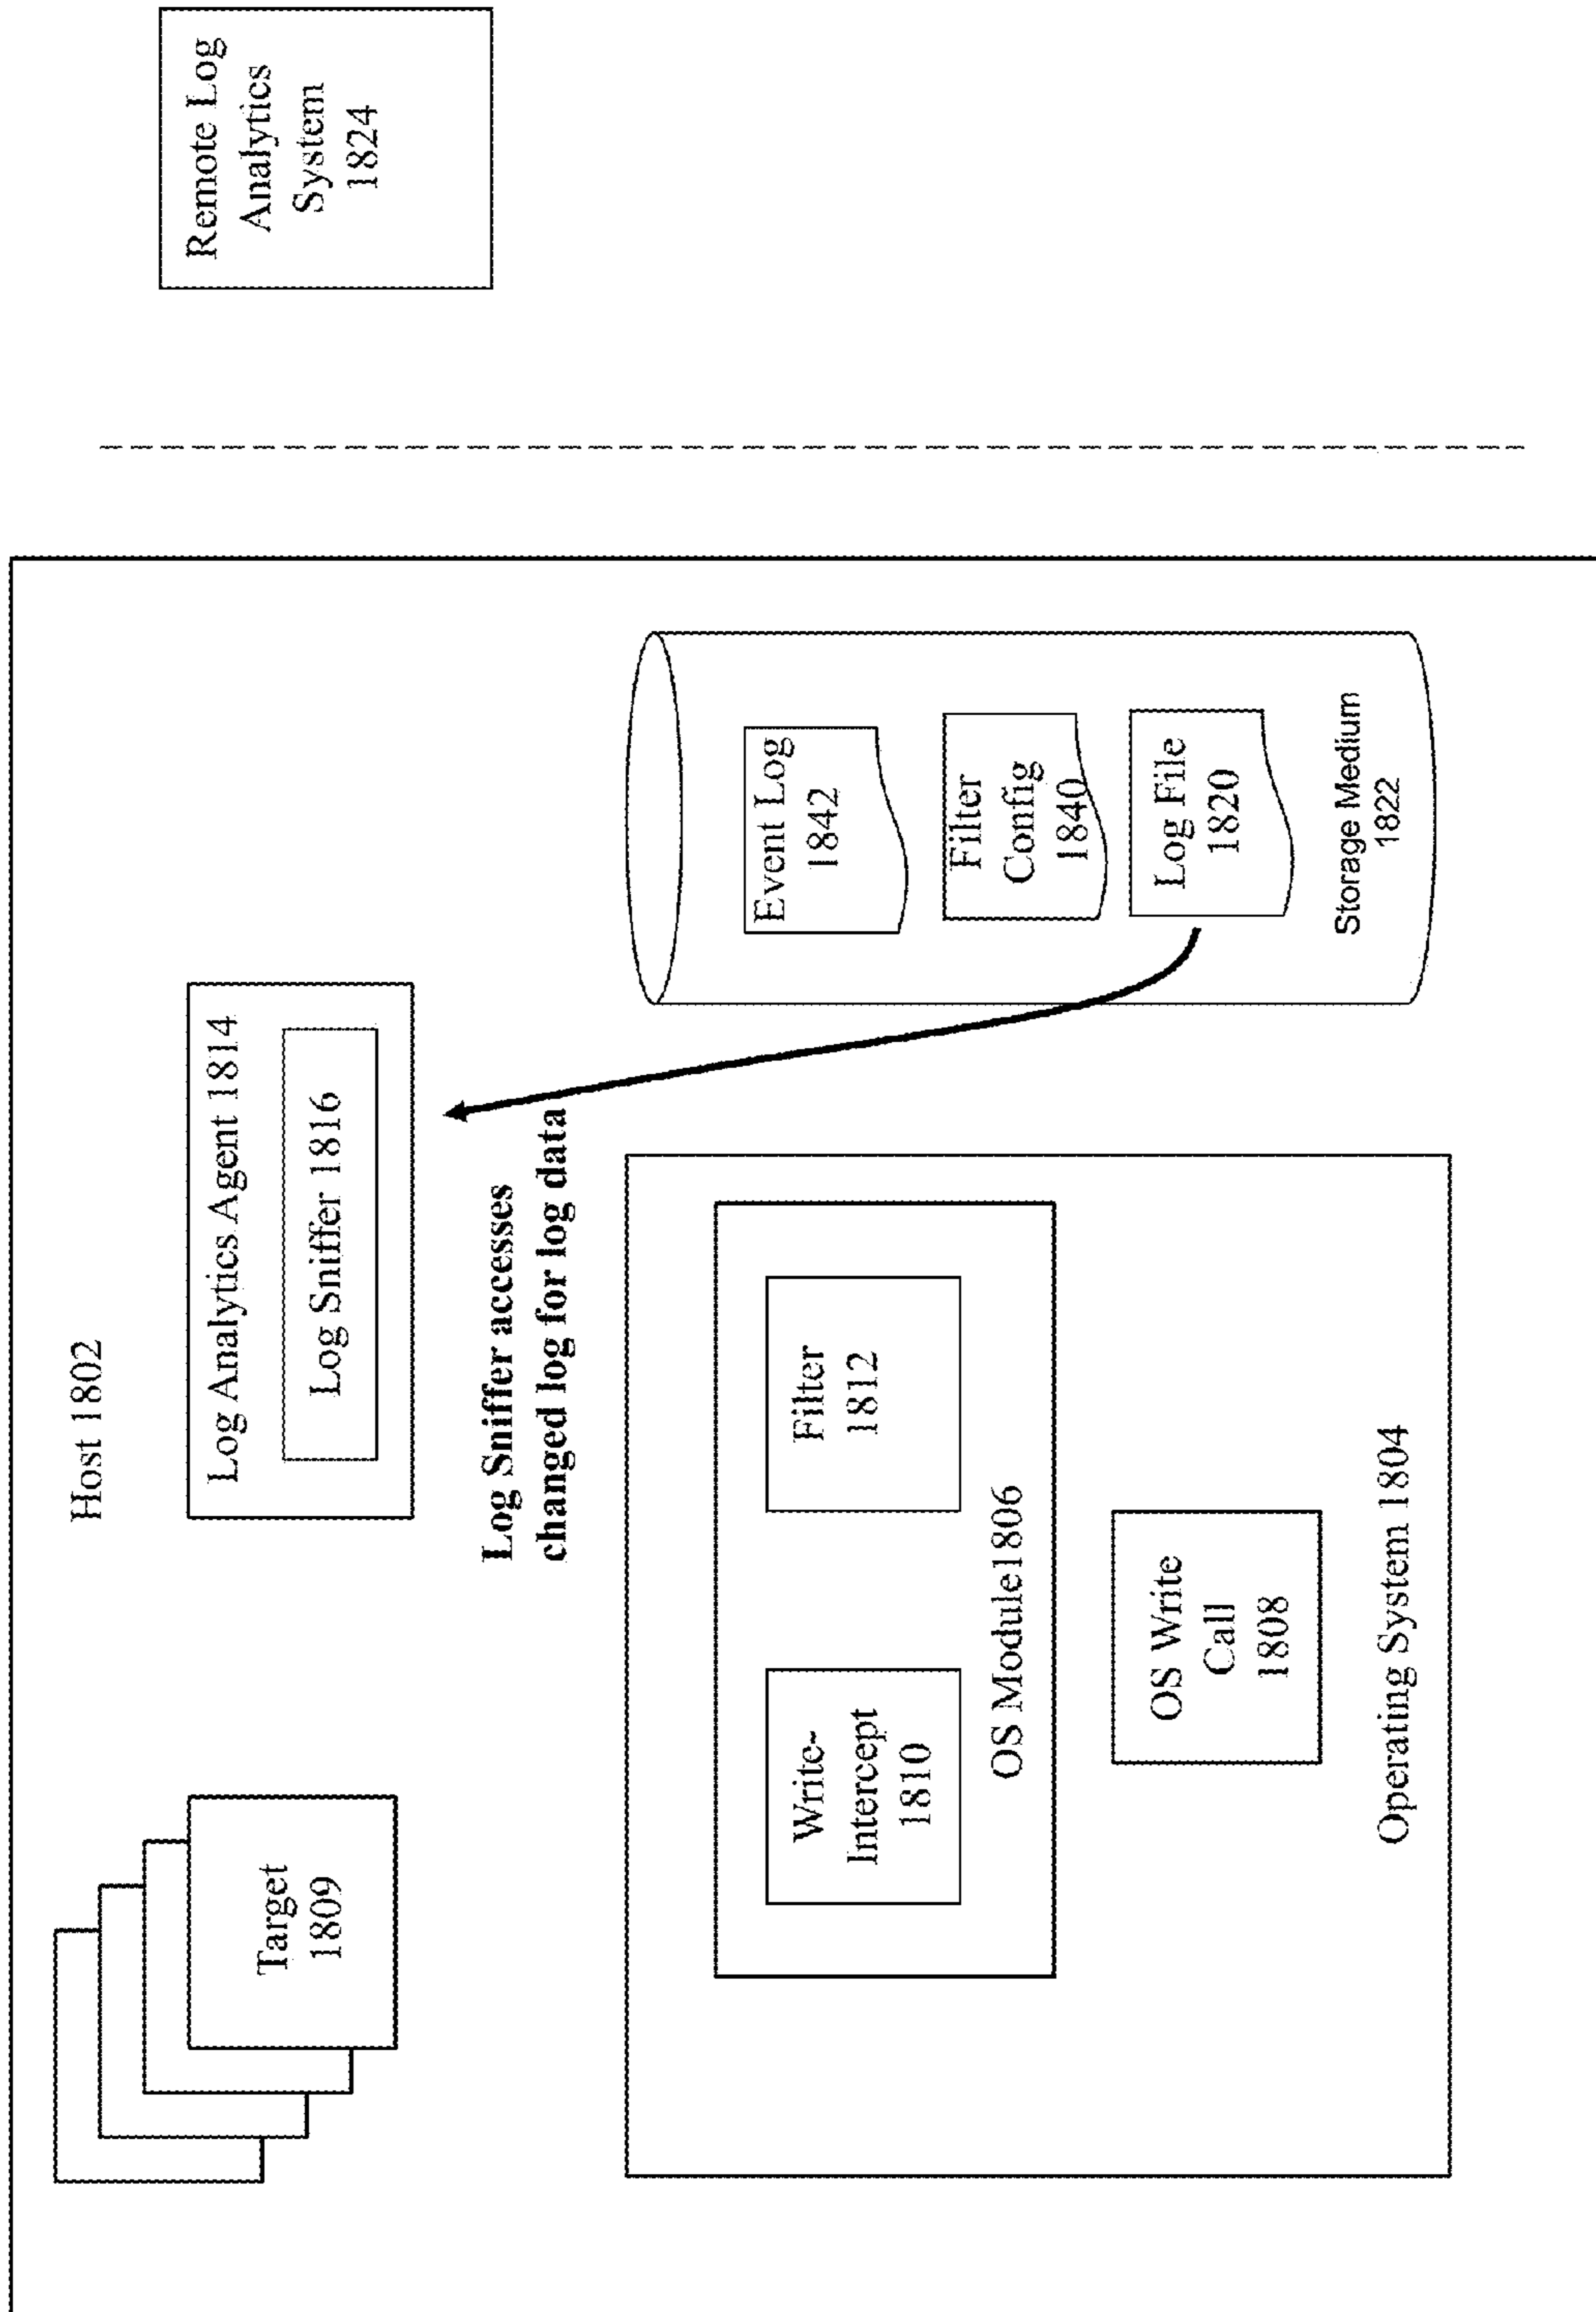 Host 1802
Target
1809
Log Analytics Agent 1814
Log Sniffer 1816
Remote Log
Analytics
System
1824
Log Sniffer accesses
changed log for log data
Write-
Intercept
1810
Filter
1812
OS Module1806
OS Write
Call
1808
Operating System 1804
Event Log
1842
Filter
Config
1840
Log File
1820
Storage Medium
1822